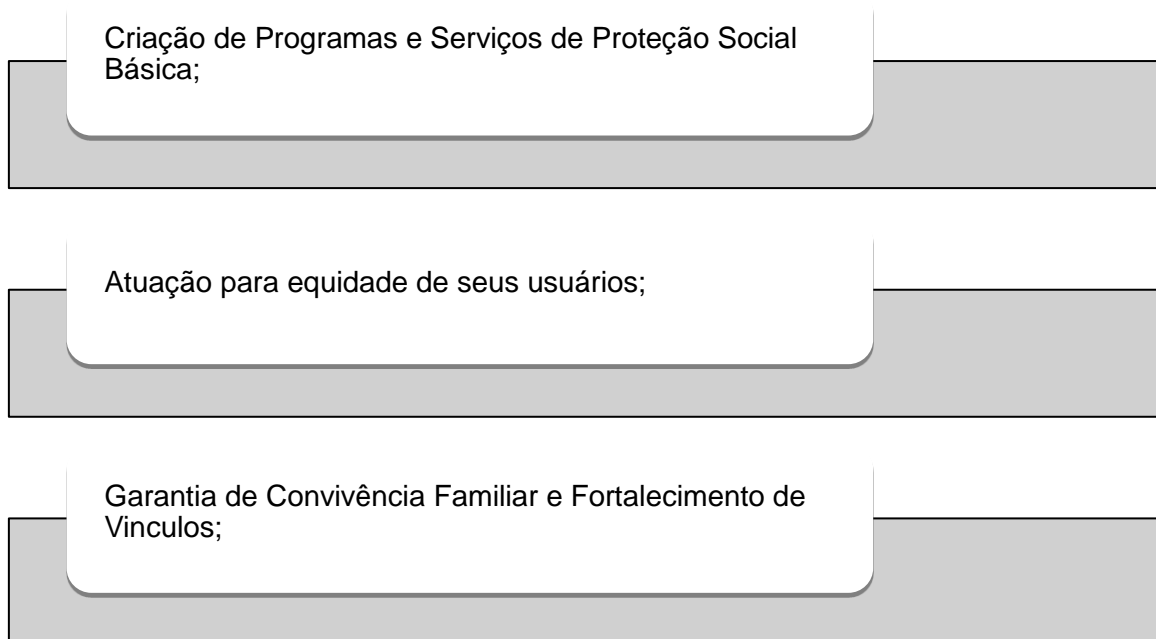 Criação de Programas e Serviços de Proteção Social
Básica;
Atuação para equidade de seus usuários;
Garantia de Convivência Familiar e Fortalecimento de
Vinculos;